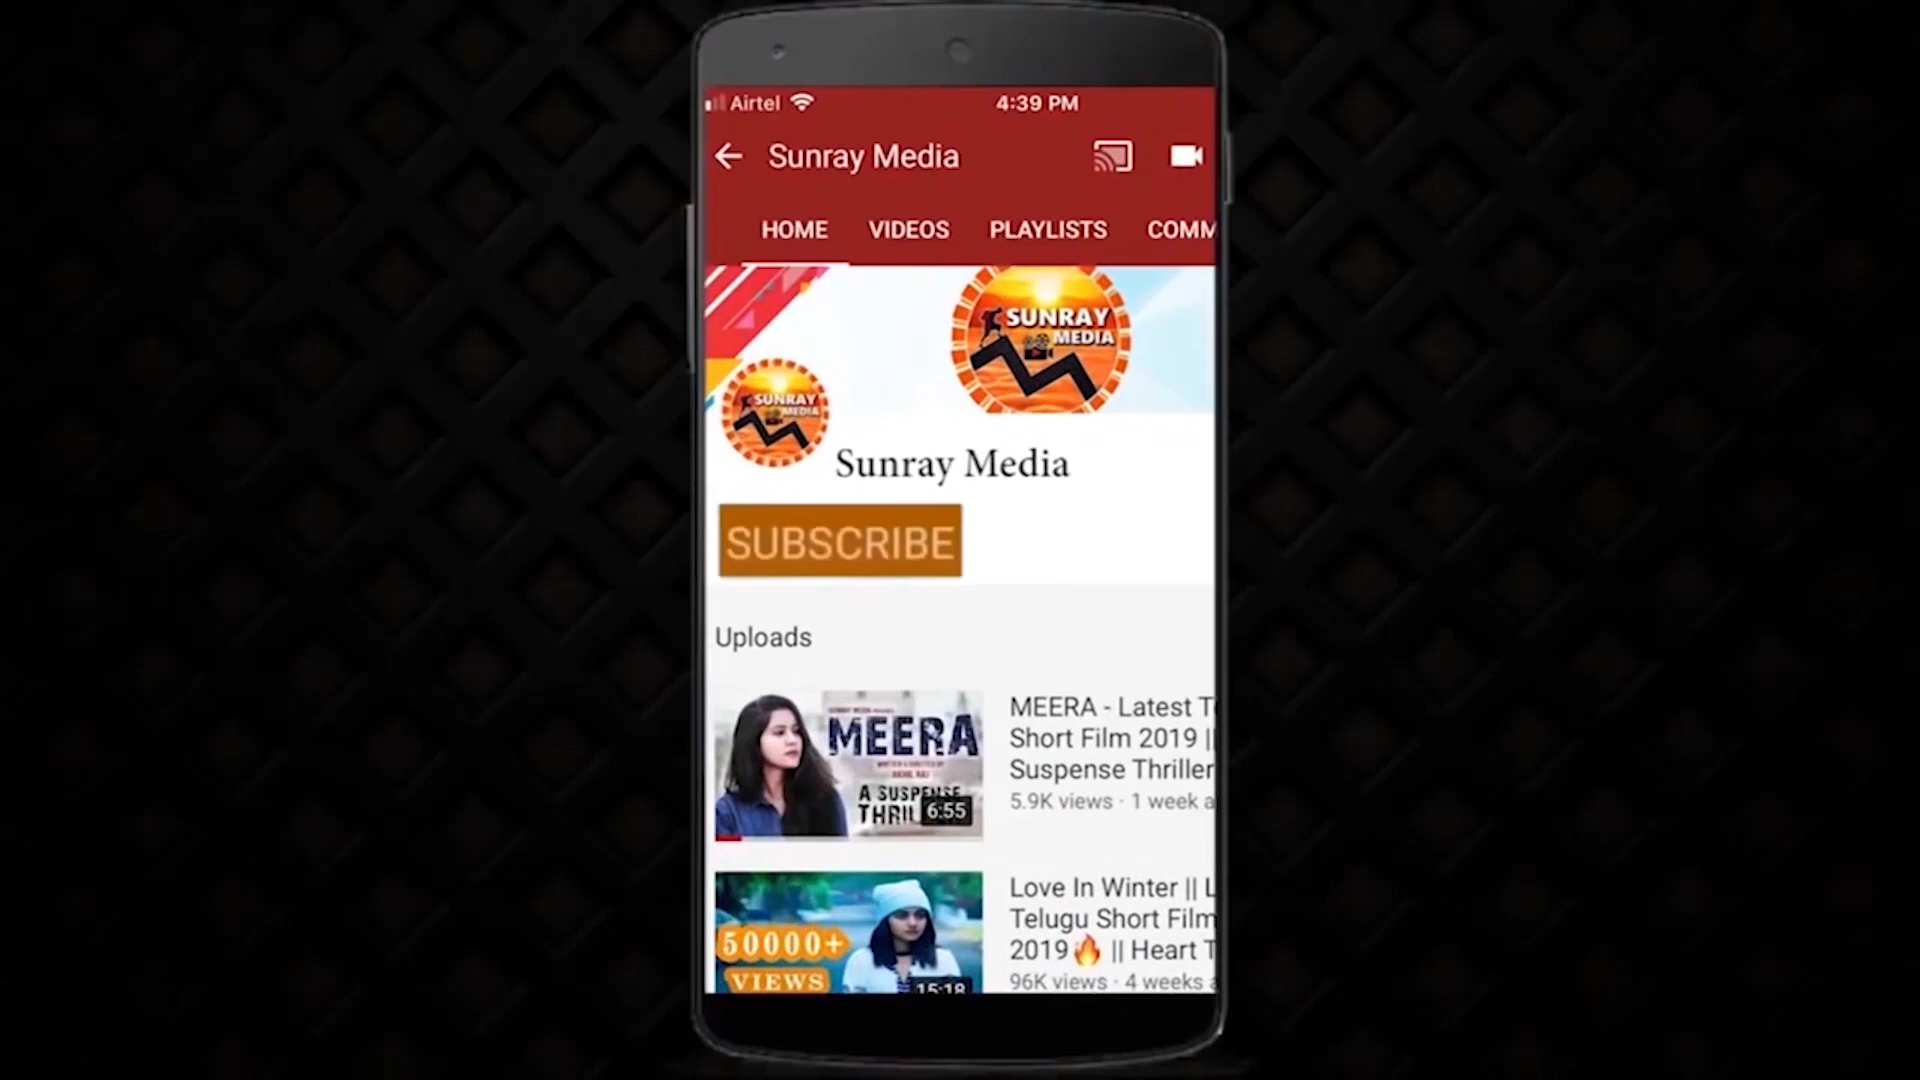 Airtel
4:39 PM
Sunray Media
HOME VIDEOS PLAYLISTS COMM
SUNRAY
MEDIA
SUNRAY
MEDIA
Sunray Media
SUBSCRIBE
Uploads
MEERA
A SUSPENSE
6:55
MEERA - Latest T
Short Film 2019 ||
Suspense Thriller
5.9K views · 1 week a
50000+
VIEWS
15:18
Love In Winter || L
Telugu Short Film
2019🔥 || Heart T
96K views · 4 weeks a